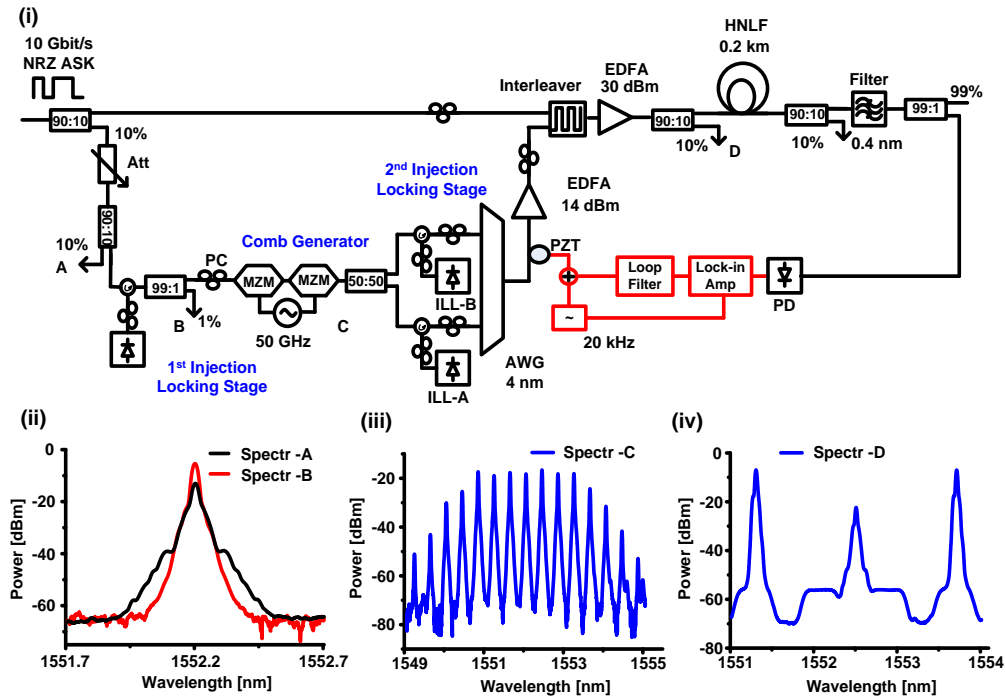 (i)
10 Gbit/s
NRZ ASK
90:10
10%
Att
90:10
10%
A
99:1
B
1%
1st Injection
Locking Stage
PC
Comb Generator
MZM
MZM
50 GHz
C
50:50
2nd Injection
Locking Stage
ILL-B
ILL-A
AWG
4 nm
Interleaver
EDFA
30 dBm
EDFA
14 dBm
90:10
10%
D
HNLF
0.2 km
90:10
10%
Filter
0.4 nm
99:1
99%
PZT
+
~
20 kHz
Loop
Filter
Lock-in
Amp
PD
(ii)
Spectr -A
Spectr -B
Power [dBm]
0
-20
-40
-60
1551.7
1552.2
1552.7
Wavelength [nm]
(iii)
Spectr -C
Power [dBm]
-20
-40
-60
-80
1549
1551
1553
1555
Wavelength [nm]
(iv)
Spectr -D
Power [dBm]
0
-20
-40
-60
-80
1551
1552
1553
1554
Wavelength [nm]